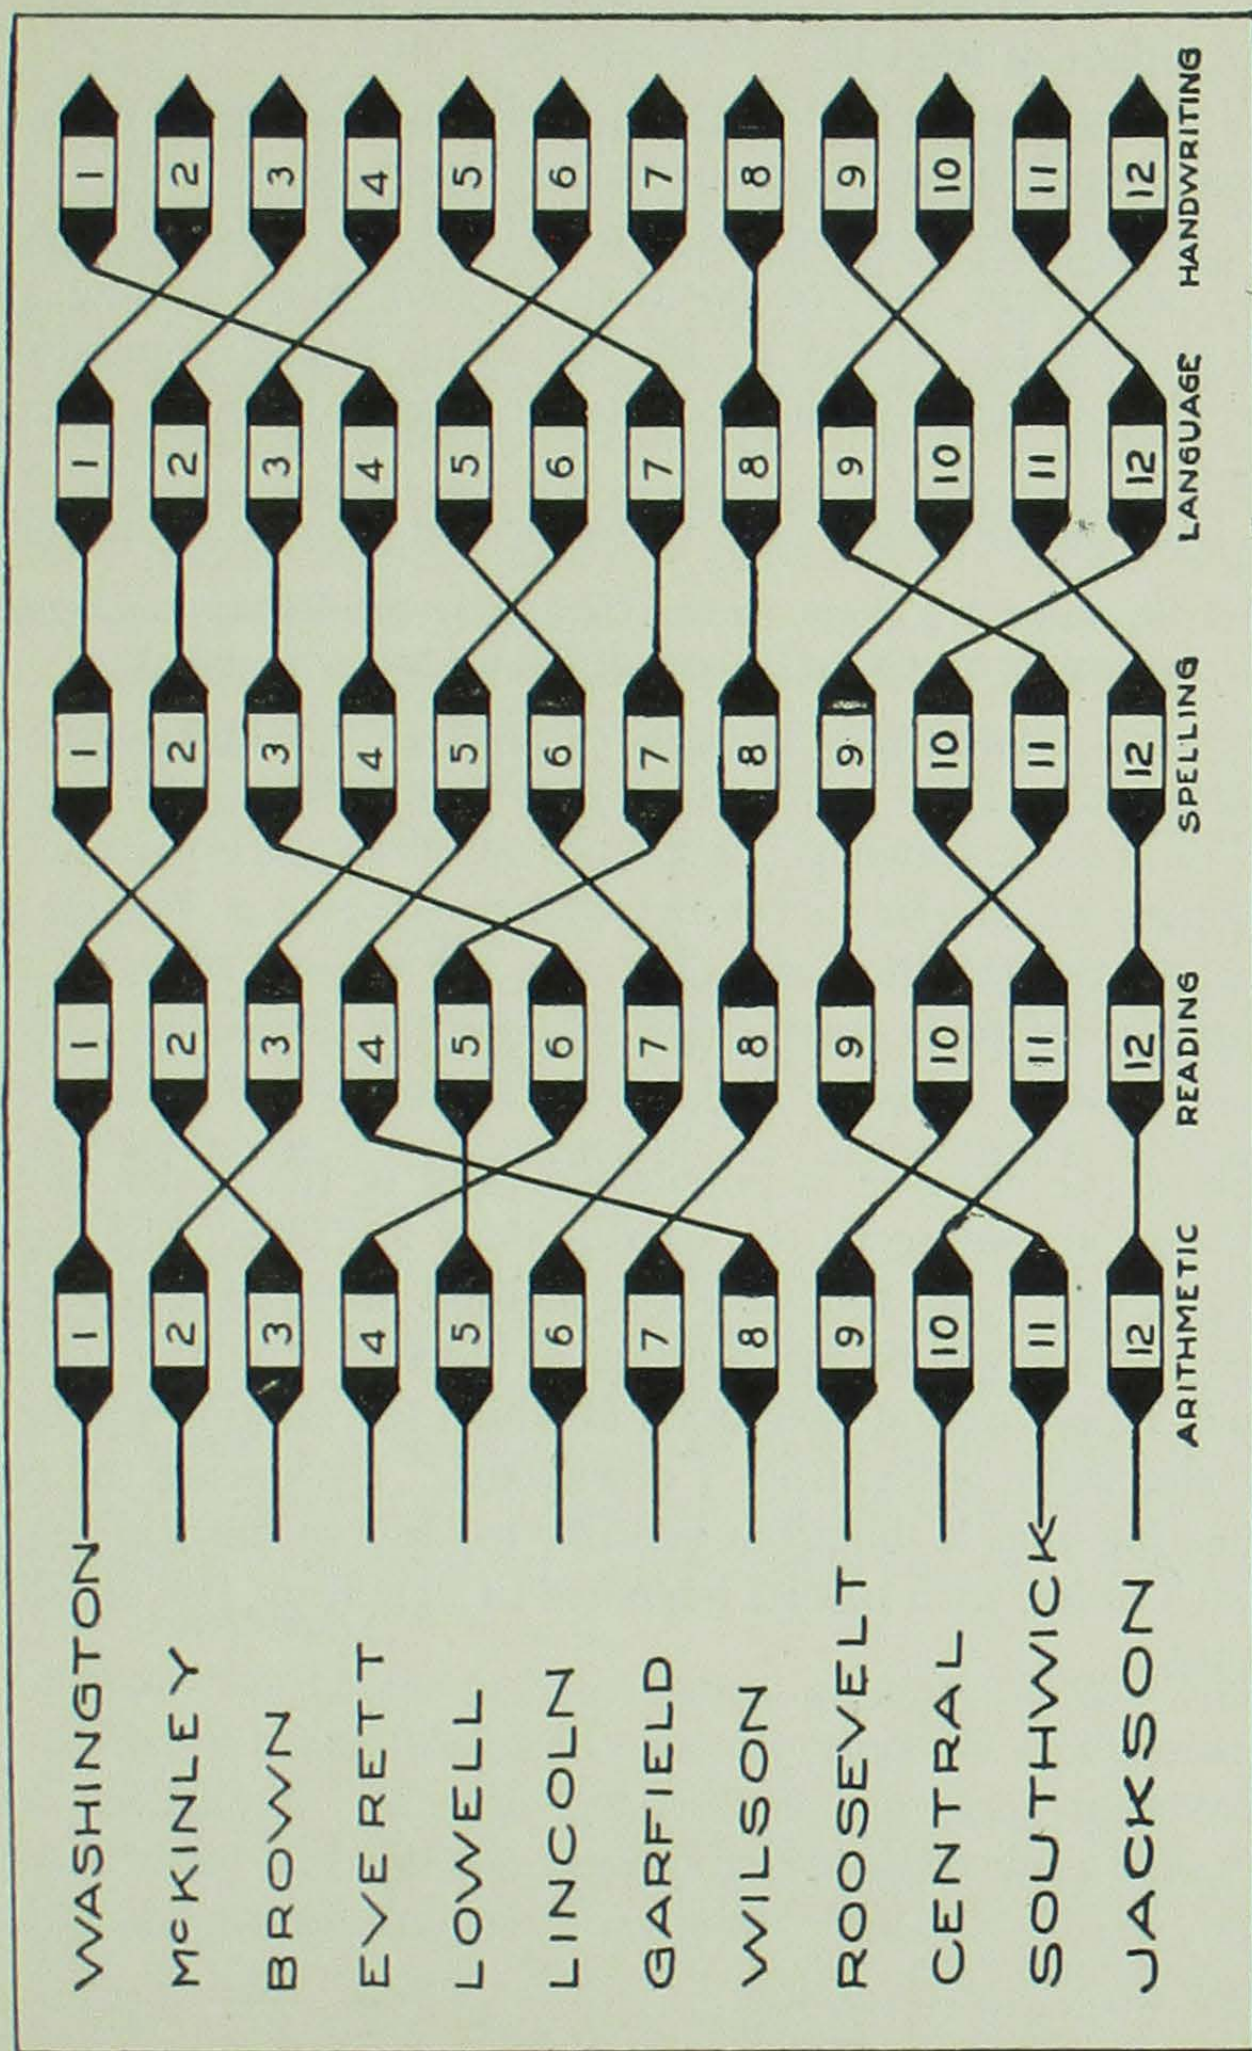 WASHINGTON 1 1 1 1 1
McKINLEY 2 2 2 2 2
BROWN 3 3 3 3 3
EVERETT 4 4 4 4 4
LOWELL 5 5 5 5 5
LINCOLN 6 6 6 6 6
GARFIELD 7 7 7 7 7
WILSON 8 8 8 8 8
ROOSEVELT 9 9 9 9 9
CENTRAL 10 10 10 10 10
SOUTHWICK 11 11 11 11 11
JACKSON 12 12 12 12 12
ARITHMETIC READING SPELLING LANGUAGE HANDWRITING